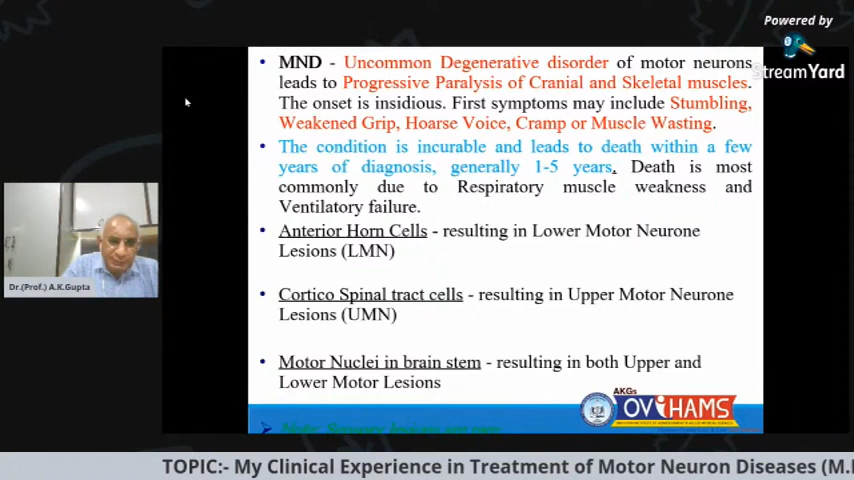 Powered by
StreamYard
• MND - Uncommon Degenerative disorder of motor neurons
leads to Progressive Paralysis of Cranial and Skeletal muscles.
The onset is insidious. First symptoms may include Stumbling,
Weakened Grip, Hoarse Voice, Cramp or Muscle Wasting.
• The condition is incurable and leads to death within a few
years of diagnosis, generally 1-5 years. Death is most
commonly due to Respiratory muscle weakness and
Ventilatory failure.
• Anterior Horn Cells - resulting in Lower Motor Neurone
Lesions (LMN)
• Cortico Spinal tract cells - resulting in Upper Motor Neurone
Lesions (UMN)
• Motor Nuclei in brain stem - resulting in both Upper and
Lower Motor Lesions
Dr.(Prof.) A.K.Gupta
AKGs
OVIHAMS
TOPIC:- My Clinical Experience in Treatment of Motor Neuron Diseases (M.